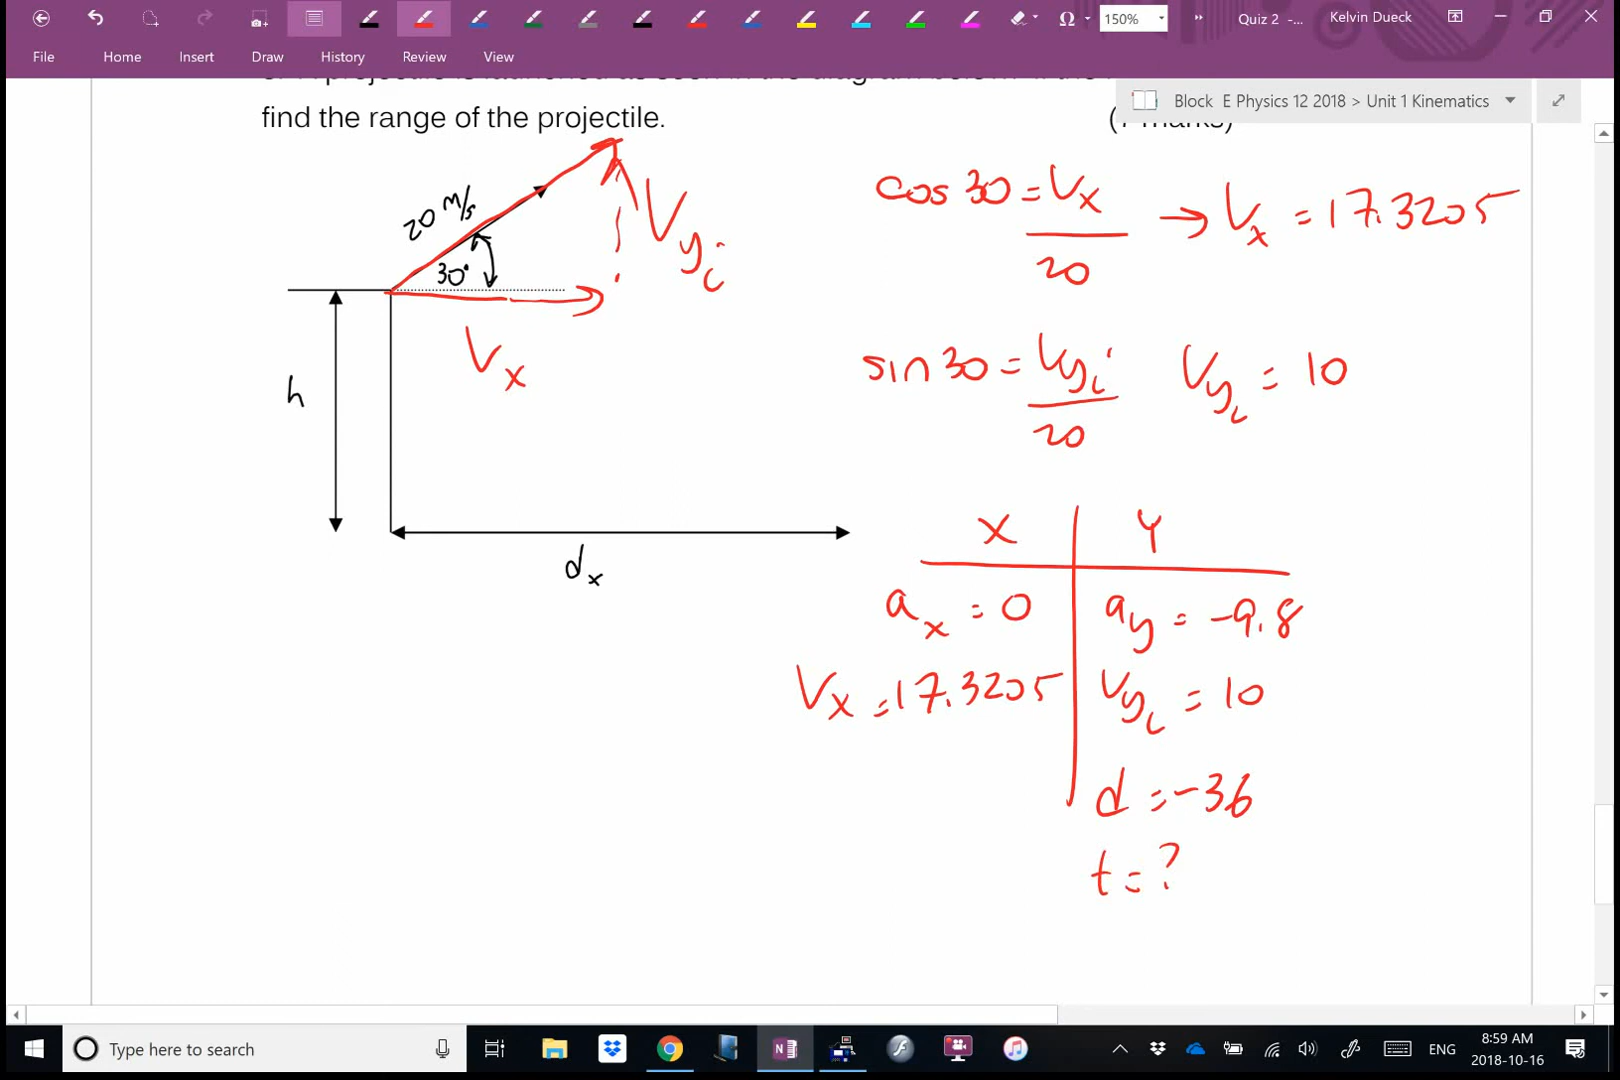 150%
Quiz 2 -...
Kelvin Dueck
File
Home
Insert
Draw
History
Review
View
Block E Physics 12 2018 > Unit 1 Kinematics
find the range of the projectile.
marks)
20 m/s
30°
Vyi
Vx
h
dx
cos 30 = Vx
20
→ Vx = 17.3205
sin 30 = Vyi
20
Vyi = 10
X
Y
ax = 0
ay = -9.8
Vx = 17.3205
Vyi = 10
d = -36
t = ?
Type here to search
ENG
8:59 AM
2018-10-16